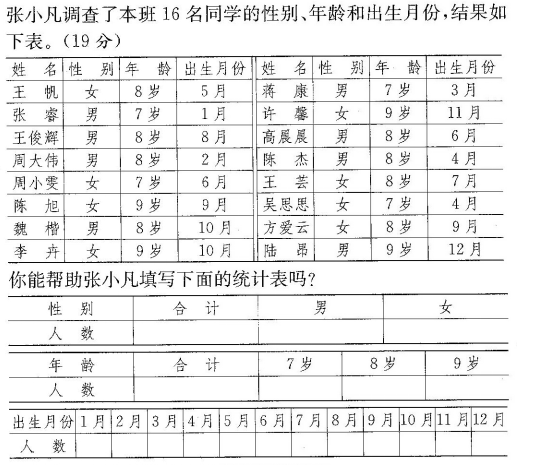 张小凡调查了本班16名同学的性别、年龄和出生月份,结果如
下表。(19分)
姓 名 性 别 年 龄 出生月份 姓 名 性 别 年 龄 出生月份
王 帆 女 8岁 5月 蒋 康 男 7岁 3月
张 睿 男 7岁 1月 许 馨 女 9岁 11月
王俊辉 男 8岁 8月 高晨晨 男 8岁 6月
周大伟 男 8岁 2月 陈 杰 男 8岁 4月
周小雯 女 7岁 6月 王 芸 女 8岁 7月
陈 旭 女 9岁 9月 吴思思 女 7岁 4月
魏 楷 男 8岁 10月 方爱云 女 8岁 9月
李 卉 女 9岁 10月 陆 昂 男 9岁 12月
你能帮助张小凡填写下面的统计表吗?
性 别 合 计 男 女
人 数
年 龄 合 计 7岁 8岁 9岁
人 数
出生月份 1月 2月 3月 4月 5月 6月 7月 8月 9月 10月 11月 12月
人 数